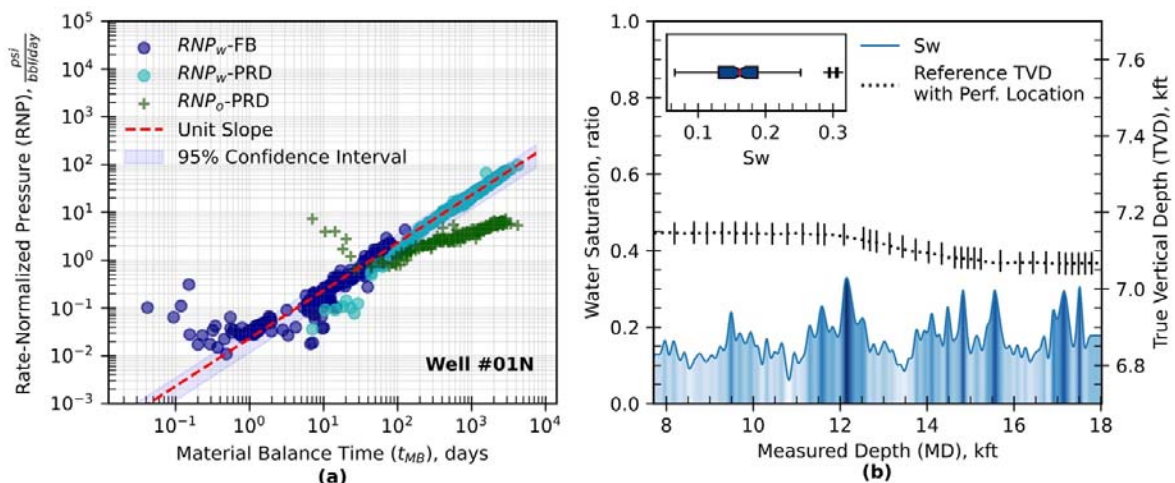 Rate-Normalized Pressure (RNP), psi/bbl/day
10^5
10^4
10^3
10^2
10^1
10^0
10^−1
10^−2
10^−3
RNP_w-FB
RNP_w-PRD
RNP_o-PRD
Unit Slope
95% Confidence Interval
Well #01N
10^−1 10^0 10^1 10^2 10^3 10^4
Material Balance Time (t_MB), days
(a)
Water Saturation, ratio
1.0
0.8
0.6
0.4
0.2
0.0
0.1 0.2 0.3
Sw
Sw
Reference TVD
with Perf. Location
7.6
7.4
7.2
7.0
6.8
True Vertical Depth (TVD), kft
8 10 12 14 16 18
Measured Depth (MD), kft
(b)